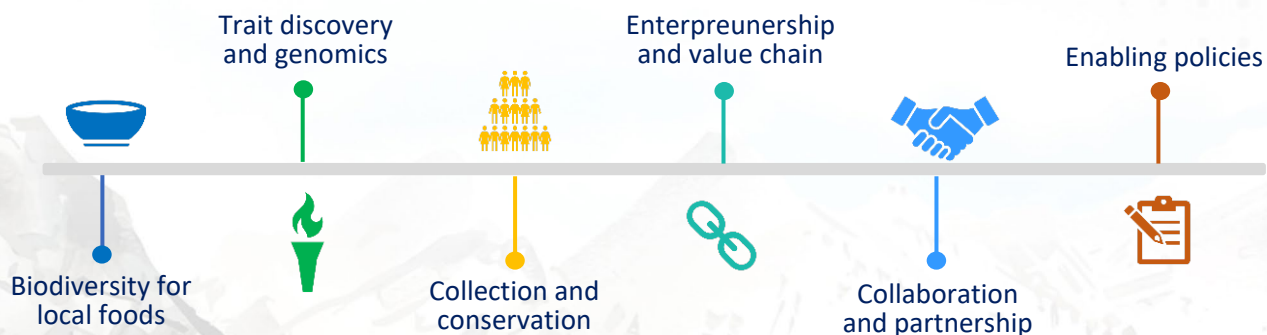 Trait discovery
and genomics
Enterpreunership
and value chain
Enabling policies
Biodiversity for
local foods
Collection and
conservation
Collaboration
and partnership